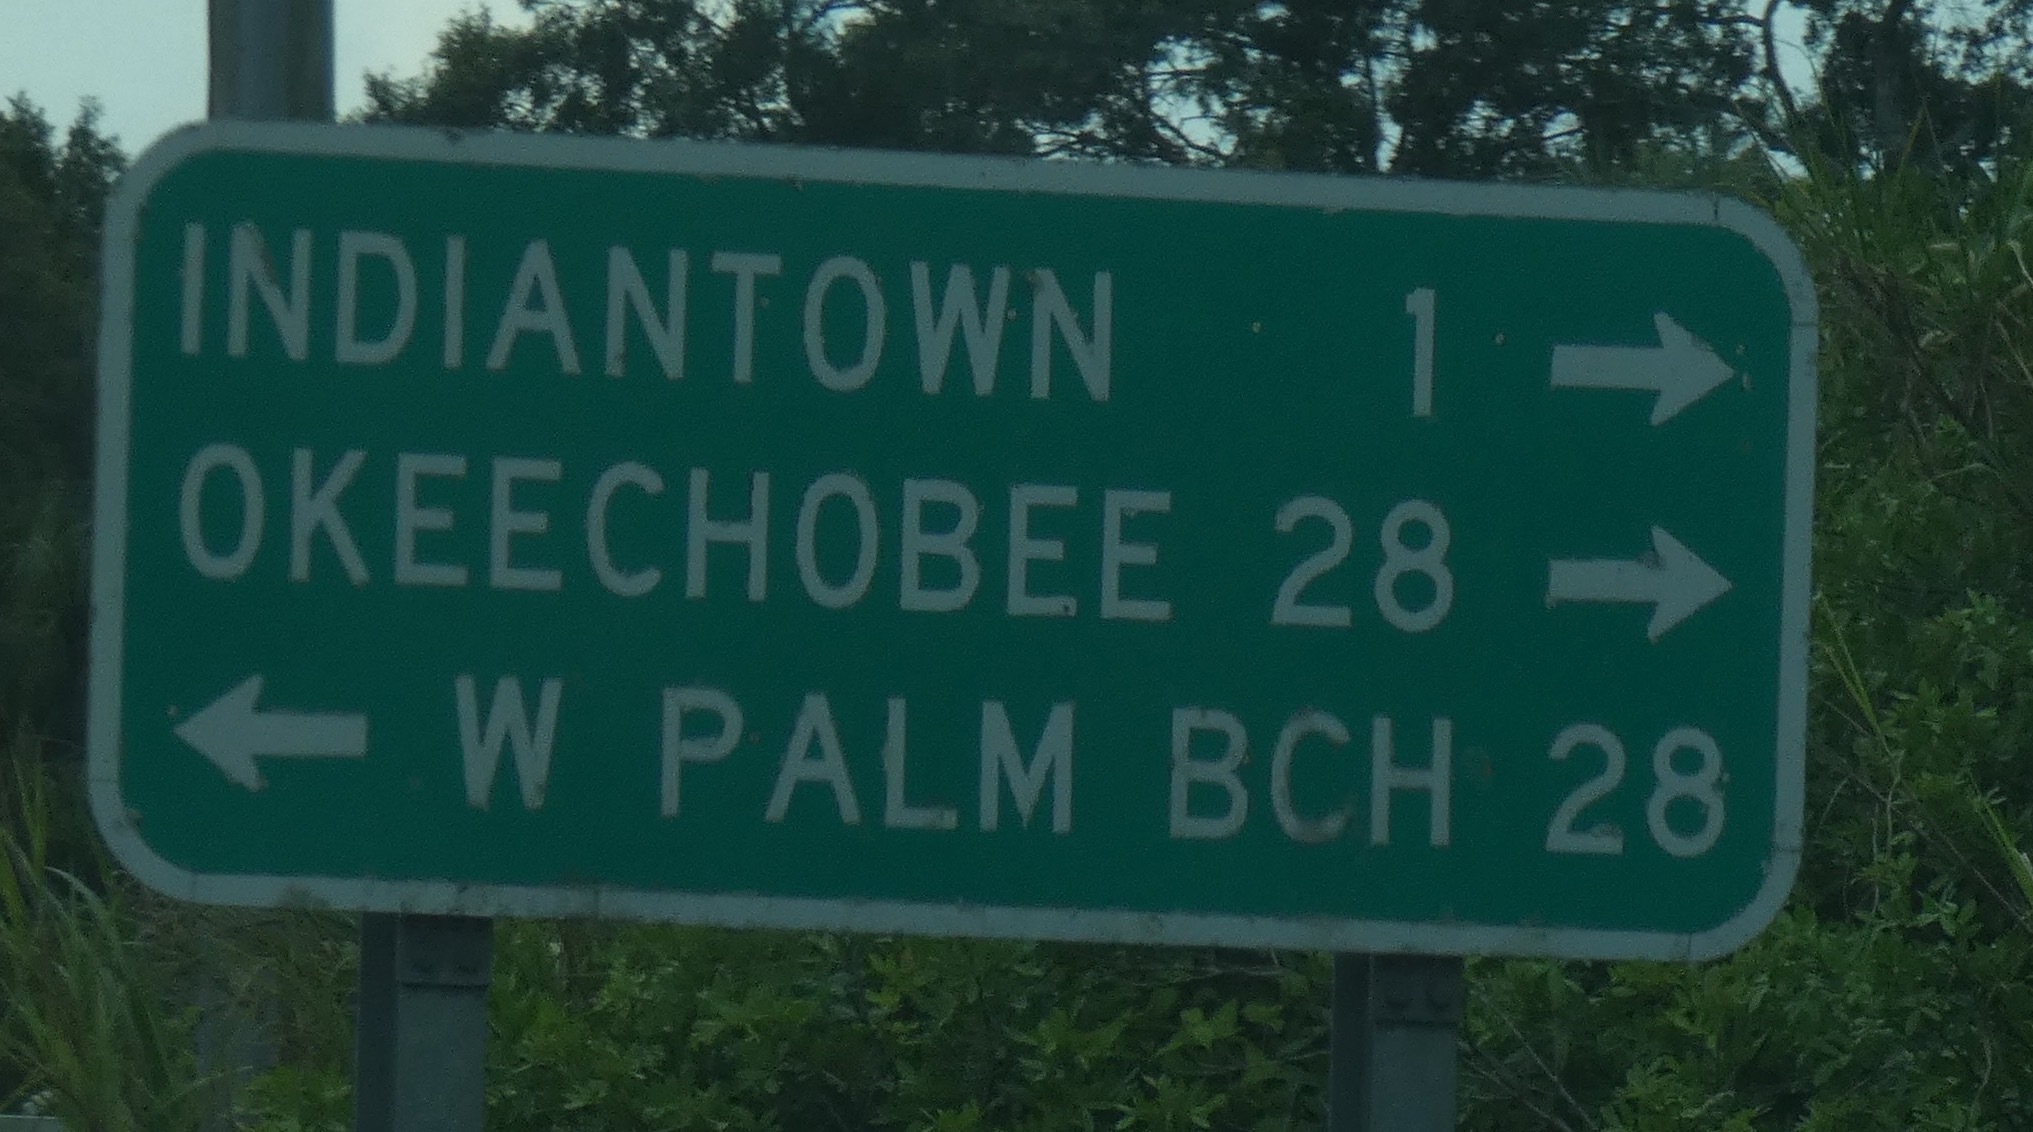 INDIANTOWN 1 →
OKEECHOBEE 28 →
← W PALM BCH 28